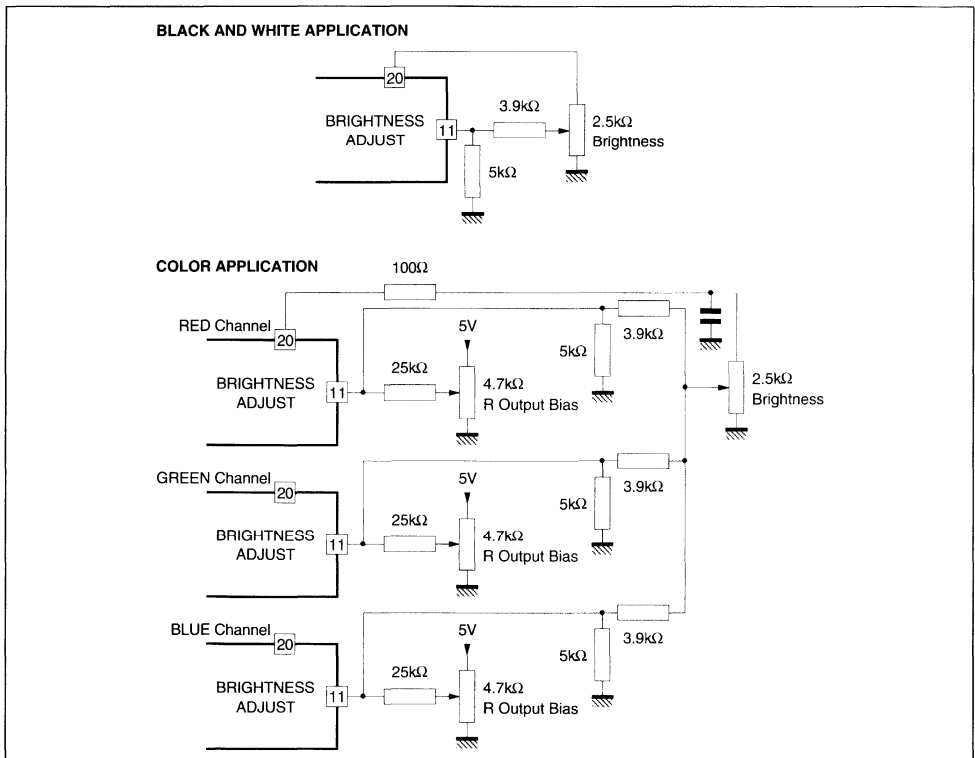 BLACK AND WHITE APPLICATION
20
BRIGHTNESS
ADJUST
11
3.9kΩ
2.5kΩ
Brightness
5kΩ
COLOR APPLICATION
100Ω
RED Channel
20
BRIGHTNESS
ADJUST
11
25kΩ
5V
4.7kΩ
R Output Bias
5kΩ
3.9kΩ
2.5kΩ
Brightness
GREEN Channel
20
BRIGHTNESS
ADJUST
11
25kΩ
5V
4.7kΩ
R Output Bias
5kΩ
3.9kΩ
BLUE Channel
20
BRIGHTNESS
ADJUST
11
25kΩ
5V
4.7kΩ
R Output Bias
5kΩ
3.9kΩ